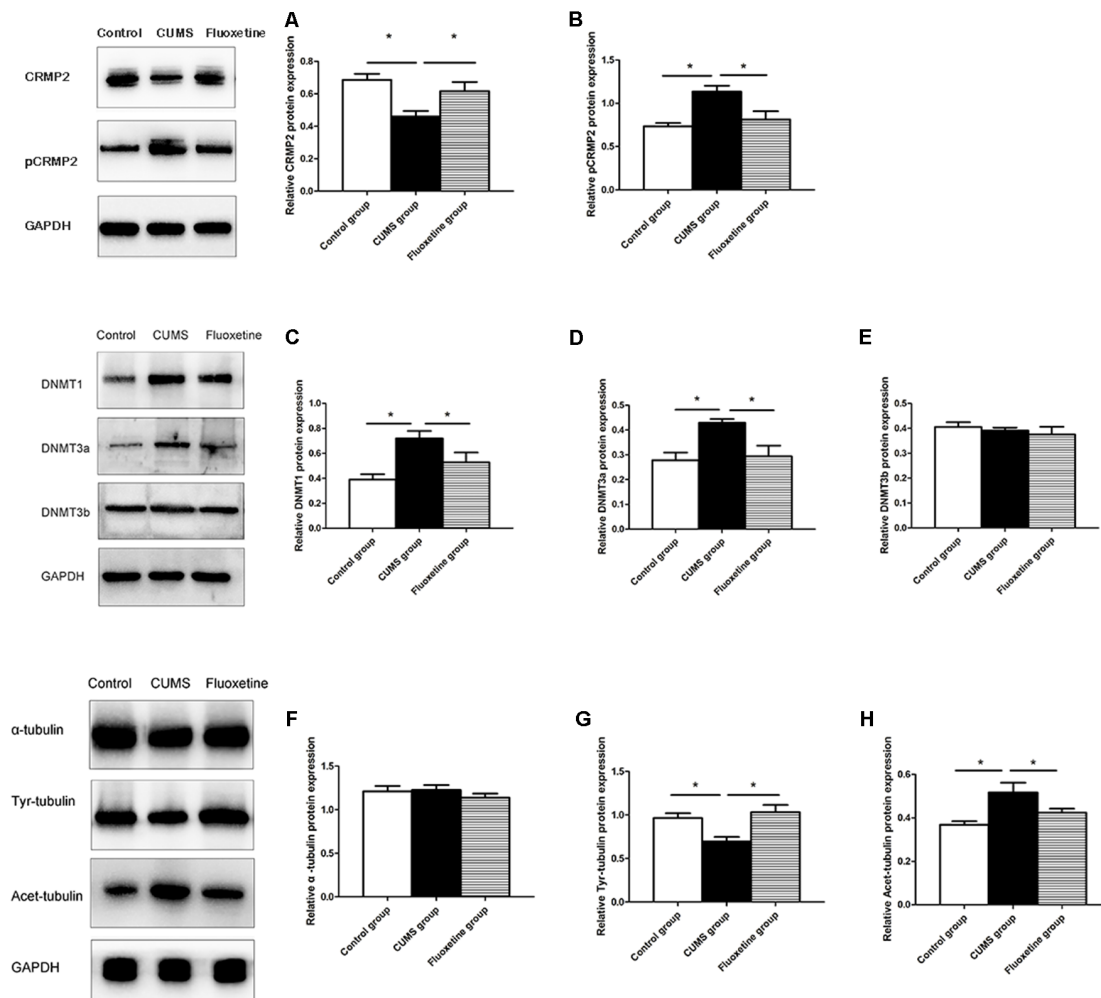 Control CUMS Fluoxetine
CRMP2
pCRMP2
GAPDH
A
* *
Relative CRMP2 protein expression
0.8
0.6
0.4
0.2
0.0
Control group
CUMS group
Fluoxetine group
B
* *
Relative pCRMP2 protein expression
1.5
1.0
0.5
0.0
Control group
CUMS group
Fluoxetine group
Control CUMS Fluoxetine
DNMT1
DNMT3a
DNMT3b
GAPDH
C
* *
Relative DNMT1 protein expression
1.0
0.8
0.6
0.4
0.2
0.0
Control group
CUMS group
Fluoxetine group
D
* *
Relative DNMT3a protein expression
0.5
0.4
0.3
0.2
0.1
0.0
Control group
CUMS group
Fluoxetine group
E
Relative DNMT3b protein expression
0.5
0.4
0.3
0.2
0.1
0.0
Control group
CUMS group
Fluoxetine group
Control CUMS Fluoxetine
α-tubulin
Tyr-tubulin
Acet-tubulin
GAPDH
F
Relative α -tubulin protein expression
1.5
1.0
0.5
0.0
Control group
CUMS group
Fluoxetine group
G
* *
Relative Tyr-tubulin protein expression
1.5
1.0
0.5
0.0
Control group
CUMS group
Fluoxetine group
H
* *
Relative Acet-tubulin protein expression
0.6
0.4
0.2
0.0
Control group
CUMS group
Fluoxetine group